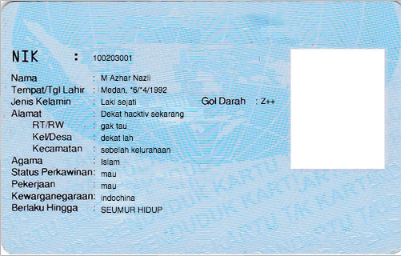 NIK : 100203001
Nama : M Azhar Nazli
Tempat/Tgl Lahir : Medan, *6/*4/1992
Jenis Kelamin : Laki sejati Gol Darah : Z++
Alamat : Dekat hacktiv sekarang
RT/RW : gak tau
Kel/Desa : dekat lah
Kecamatan : sebelah kelurahaan
Agama : Islam
Status Perkawinan: mau
Pekerjaan : mau
Kewarganegaraan: indochina
Berlaku Hingga : SEUMUR HIDUP